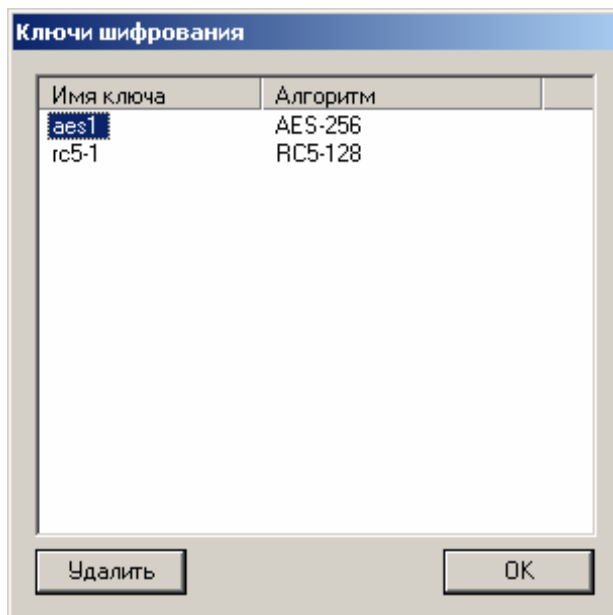 Ключи шифрования
Имя ключа Алгоритм
aes1 AES-256
rc5-1 RC5-128
Удалить OK